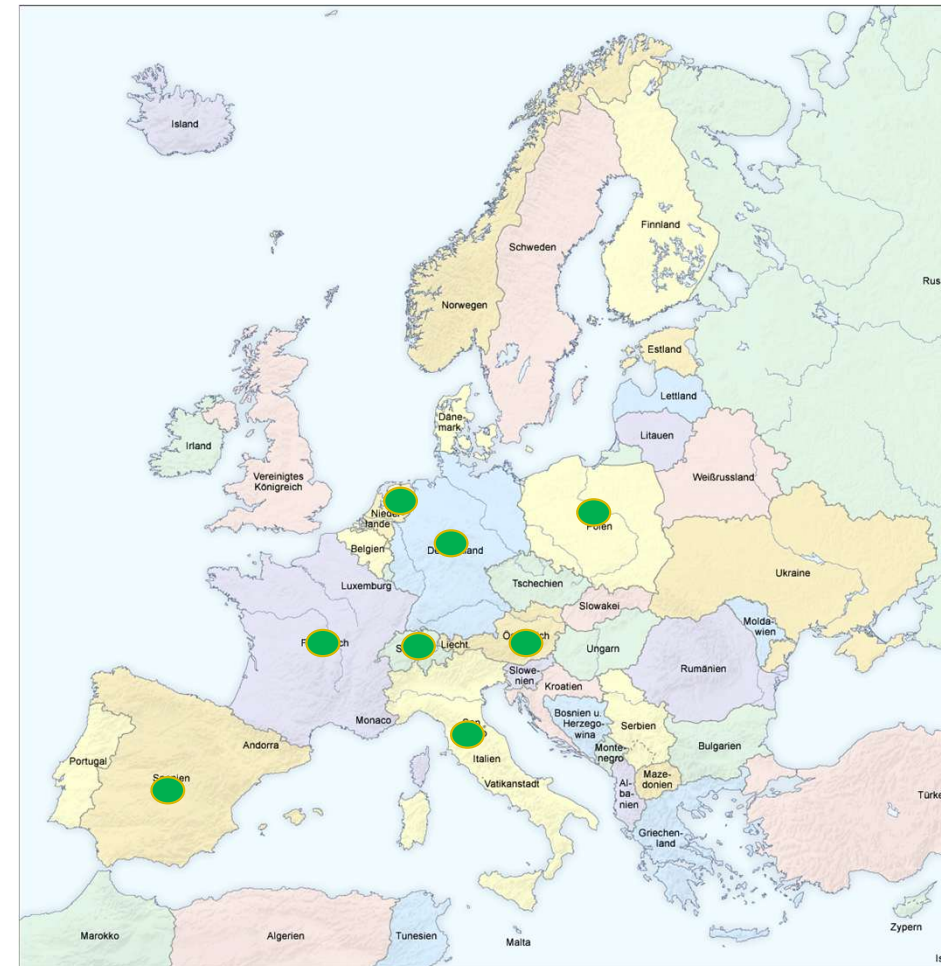 Island
Finnland
Schweden
Rus
Norwegen
Estland
Lettland
Däne-
mark
Litauen
Irland
Vereinigtes
Königreich
Weißrussland
Nieder
lande
Belgien
Ukraine
Tschechien
Luxemburg
Slowakei
Molda-
wien
Liecht.
Ungarn
Rumänien
Slowe-
nien
Kroatien
Monaco
Bosnien u.
Herzego-
wina
Serbien
Andorra
Bulgarien
Monte-
negro
Portugal
Italien
Maze-
donien
Vatikanstadt
Al-
ba-
nien
Türke
Griechen-
land
Zypern
Marokko
Algerien
Tunesien
Malta
Is